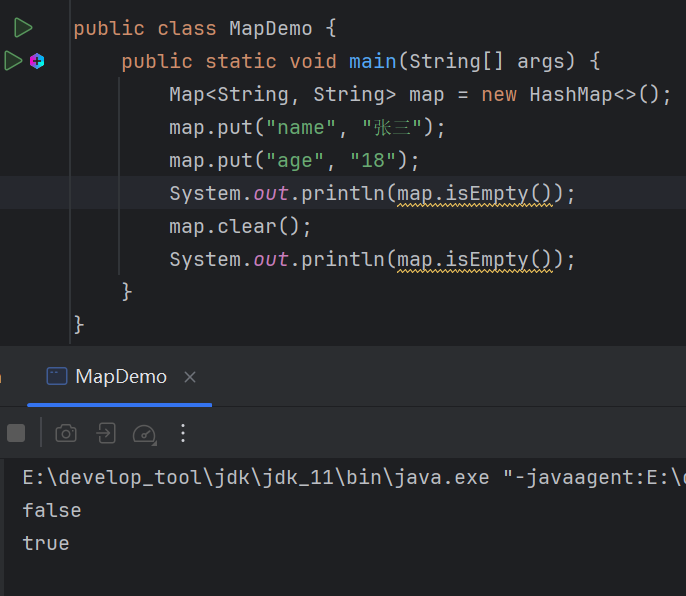 public class MapDemo {
public static void main(String[] args) {
Map<String, String> map = new HashMap<>();
map.put("name", "张三");
map.put("age", "18");
System.out.println(map.isEmpty());
map.clear();
System.out.println(map.isEmpty());
}
}
MapDemo
E:\develop_tool\jdk\jdk_11\bin\java.exe "-javaagent:E:\
false
true